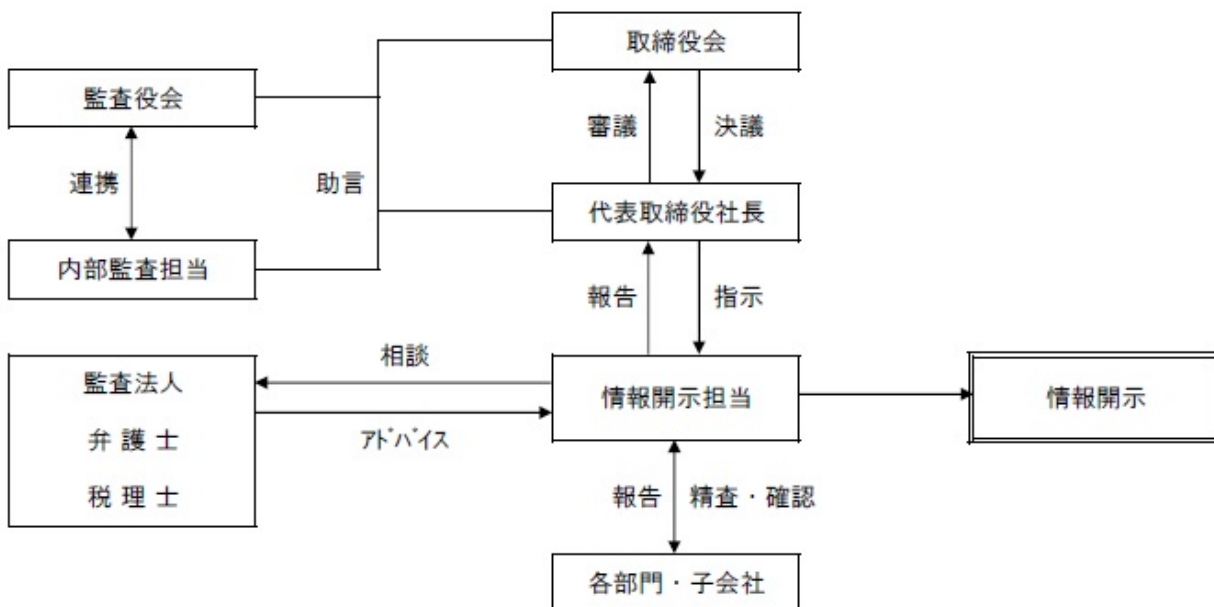 取締役会
監査役会
審議 決議
連携 助言
代表取締役社長
内部監査担当
報告 指示
相談
監査法人
弁 護 士
税 理 士
情報開示担当
情報開示
ｱﾄﾞﾊﾞｲｽ
報告 精査・確認
各部門・子会社